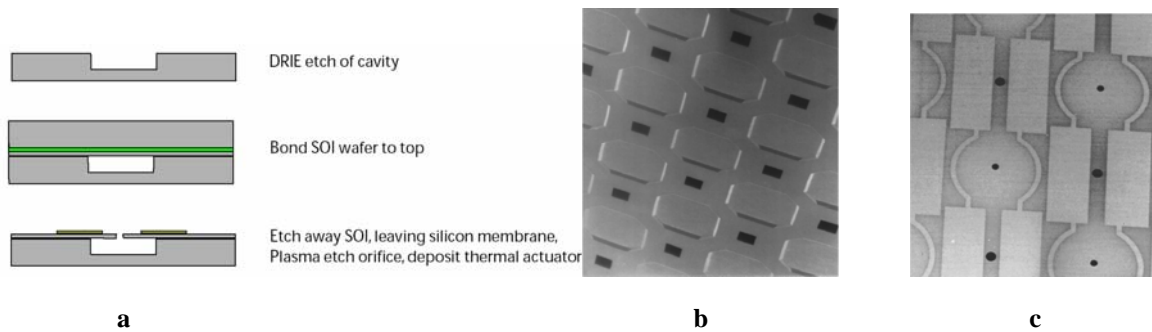 DRIE etch of cavity
Bond SOI wafer to top
Etch away SOI, leaving silicon membrane,
Plasma etch orifice, deposit thermal actuator
a
b
c